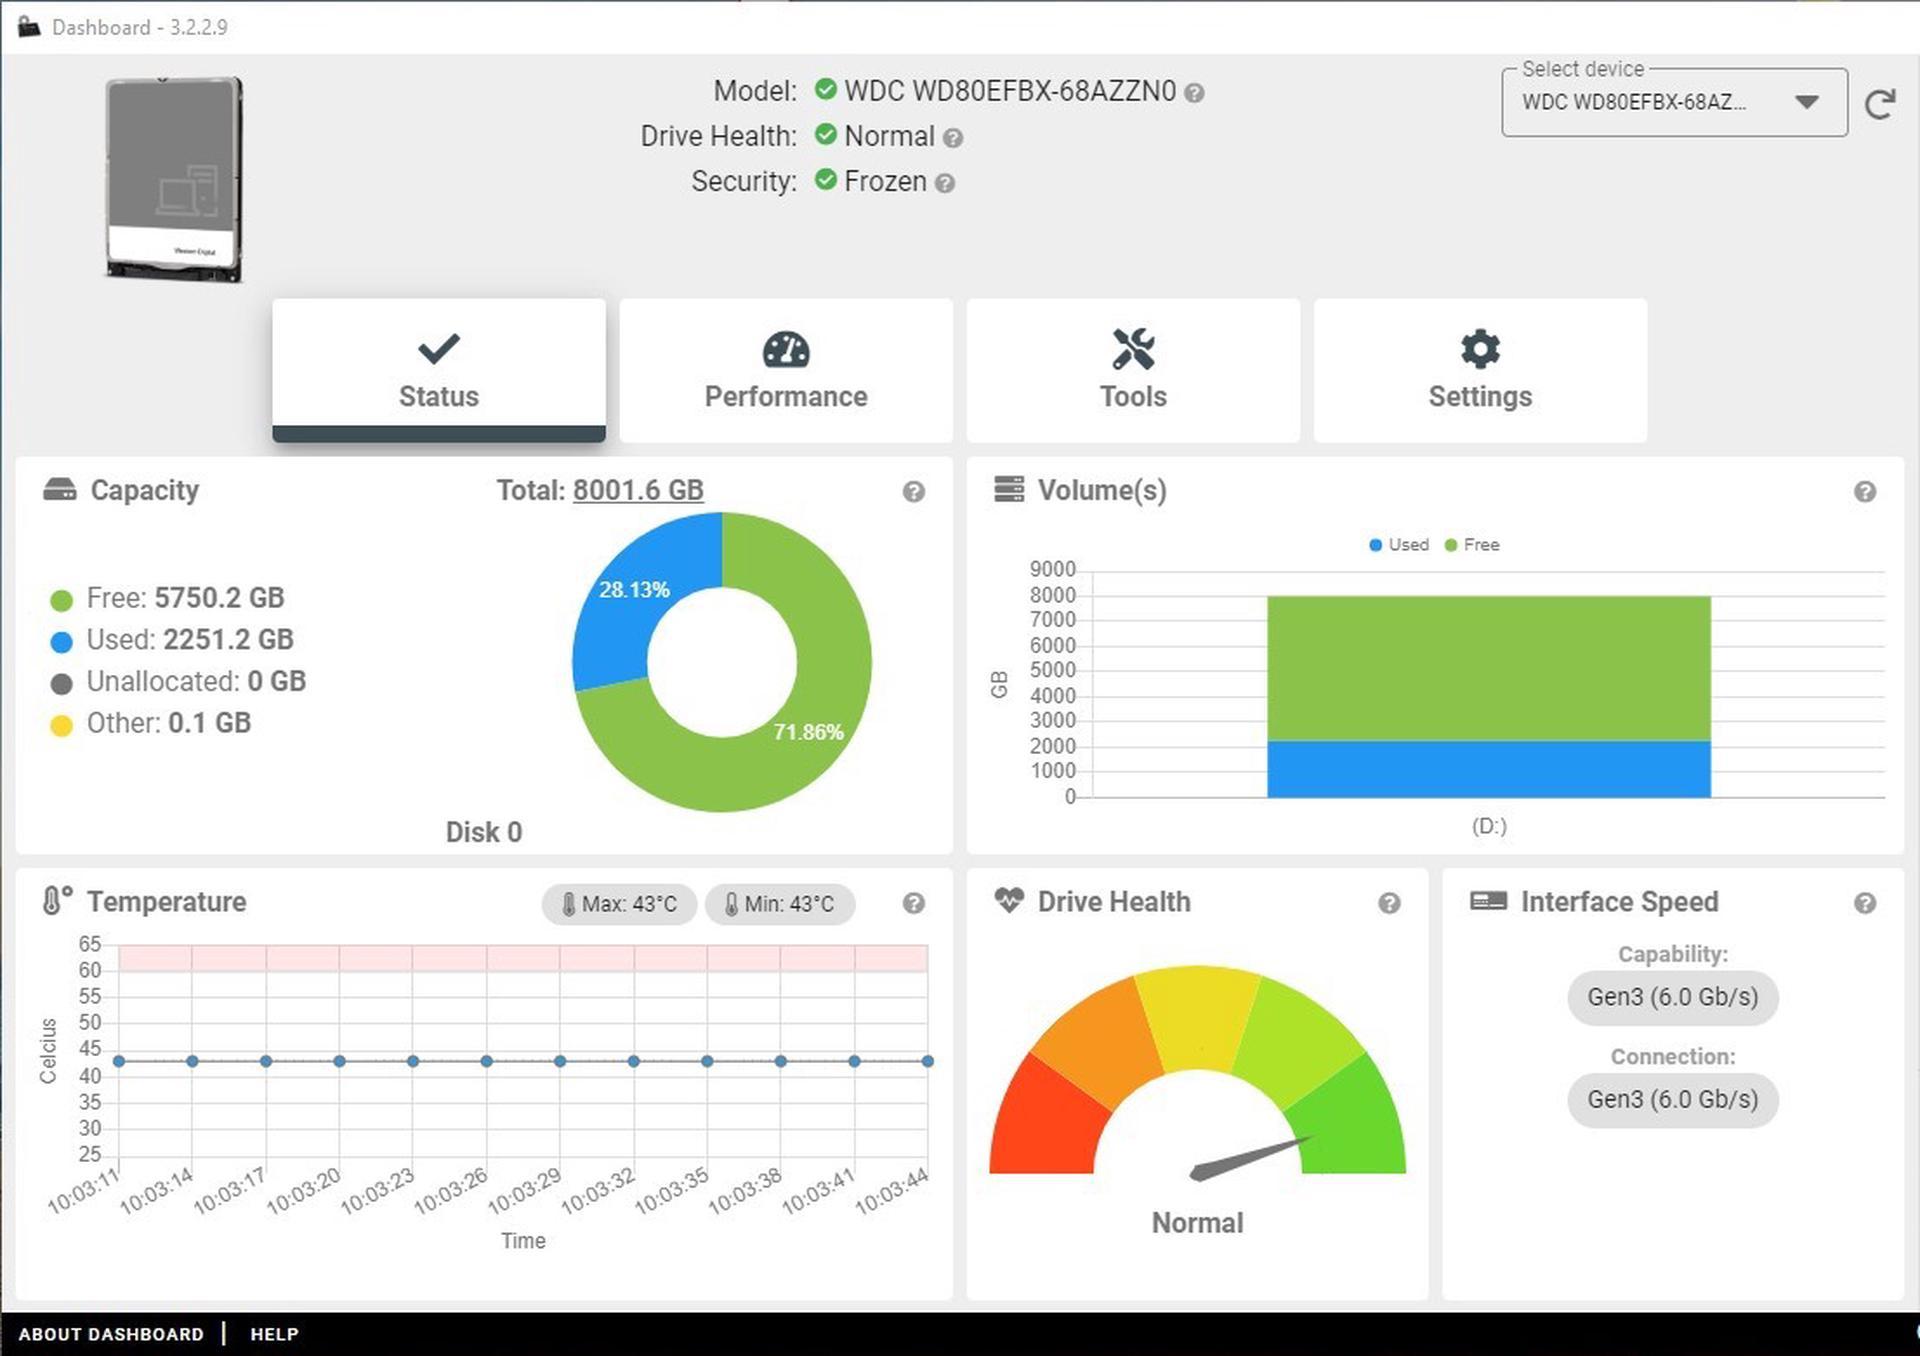 Dashboard - 3.2.2.9
Model: WDC WD80EFBX-68AZZN0
Drive Health: Normal
Security: Frozen
Select device
WDC WD80EFBX-68AZ...
Western Digital
Status
Performance
Tools
Settings
Capacity
Total: 8001.6 GB
Free: 5750.2 GB
Used: 2251.2 GB
Unallocated: 0 GB
Other: 0.1 GB
28.13%
71.86%
Disk 0
Volume(s)
Used Free
9000
8000
7000
6000
5000
4000
3000
2000
1000
0
GB
(D:)
Temperature
Max: 43°C
Min: 43°C
65
60
55
50
45
40
35
30
25
Celcius
10:03:11 10:03:14 10:03:17 10:03:20 10:03:23 10:03:26 10:03:29 10:03:32 10:03:35 10:03:38 10:03:41 10:03:44
Time
Drive Health
Normal
Interface Speed
Capability:
Gen3 (6.0 Gb/s)
Connection:
Gen3 (6.0 Gb/s)
ABOUT DASHBOARD | HELP